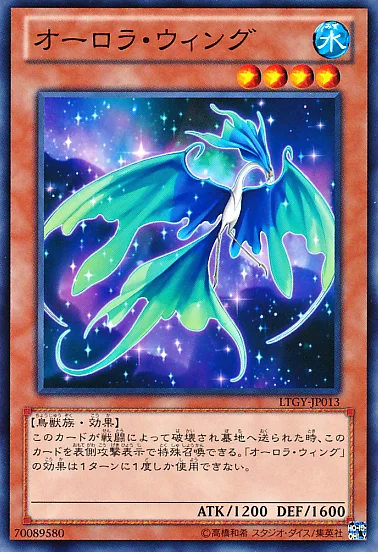 オーロラ・ウィング
水
LTGY-JP013
【鳥獣族・効果】
このカードが戦闘によって破壊され墓地へ送られた時、この
カードを表側攻撃表示で特殊召喚できる。「オーロラ・ウィング」
の効果は1ターンに1度しか使用できない。
ATK/1200 DEF/1600
70089580
©高橋和希 スタジオ・ダイス/集英社